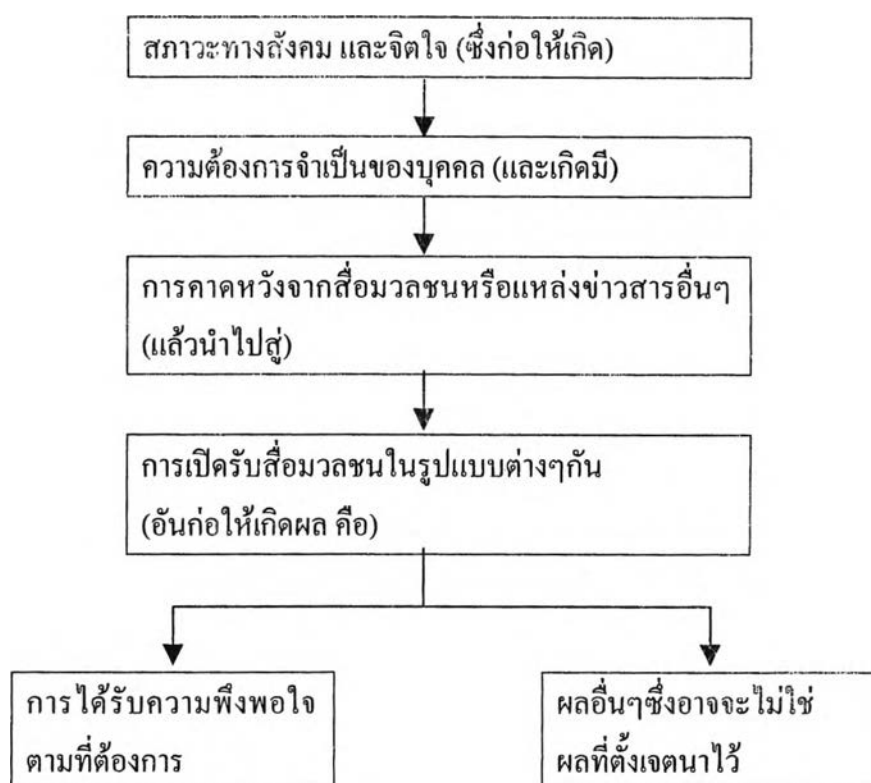 สภาวะทางสังคม และจิตใจ (ซึ่งก่อให้เกิด)
ความต้องการจำเป็นของบุคคล (และเกิดมี)
การคาดหวังจากสื่อมวลชนหรือแหล่งข่าวสารอื่นๆ
(แล้วนำไปสู่)
การเปิดรับสื่อมวลชนในรูปแบบต่างๆกัน
(อันก่อให้เกิดผล คือ)
การได้รับความพึงพอใจ
ตามที่ต้องการ
ผลอื่นๆซึ่งอาจจะไม่ใช่
ผลที่ตั้งเจตนาไว้